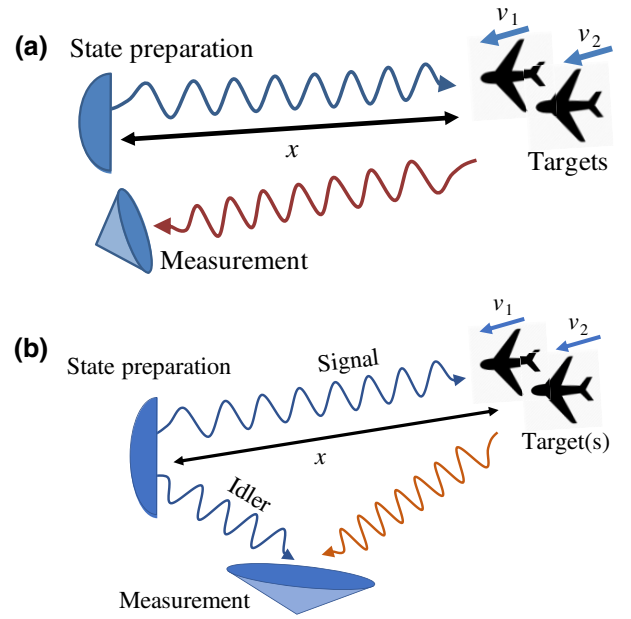 (a)
State preparation
v1
v2
x
Targets
Measurement
(b)
State preparation
Signal
v1
v2
x
Target(s)
Idler
Measurement